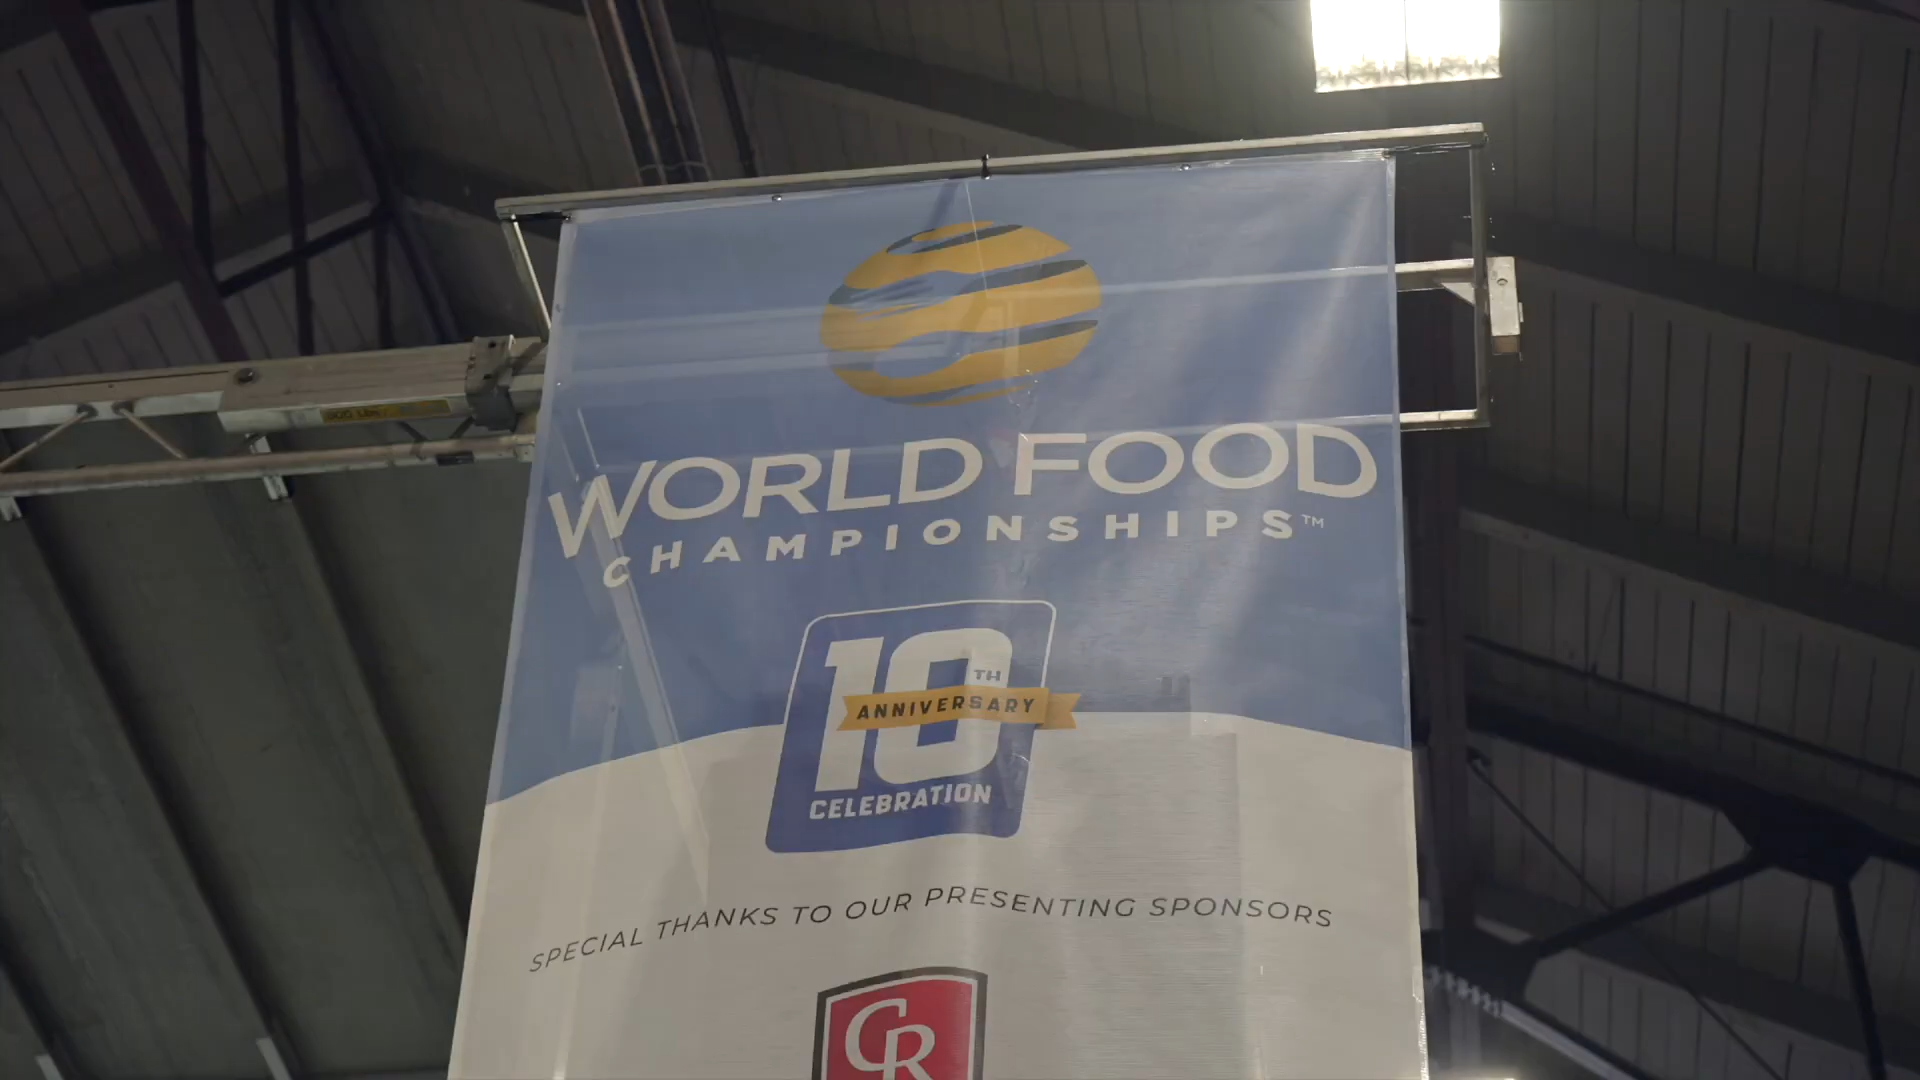 WORLD FOOD
CHAMPIONSHIPS™
10TH
ANNIVERSARY
CELEBRATION
SPECIAL THANKS TO OUR PRESENTING SPONSORS
CR